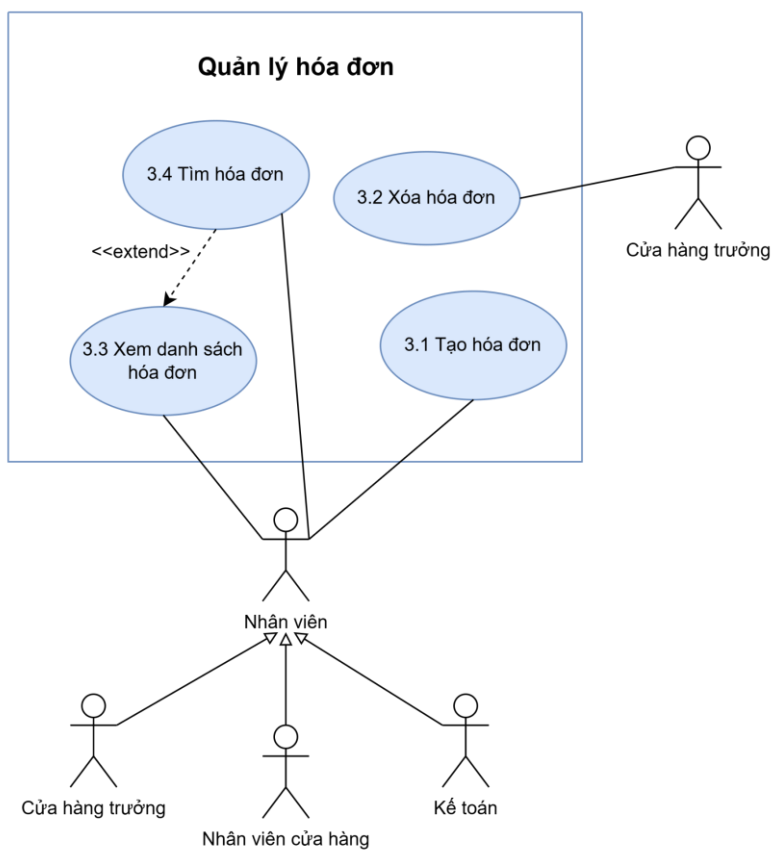 Quản lý hóa đơn
3.4 Tìm hóa đơn
3.2 Xóa hóa đơn
Cửa hàng trưởng
<<extend>>
3.3 Xem danh sách
hóa đơn
3.1 Tạo hóa đơn
Nhân viên
Cửa hàng trưởng
Nhân viên cửa hàng
Kế toán